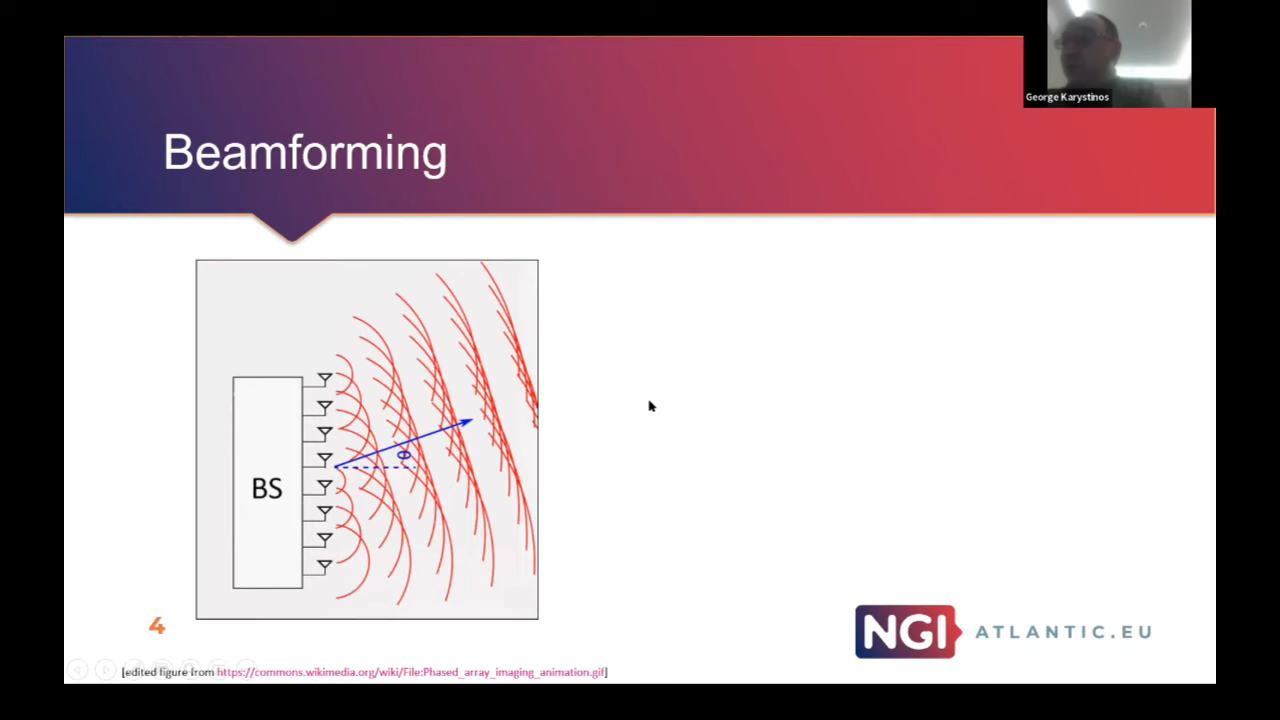 George Karystinos
Beamforming
θ
BS
4
NGI ATLANTIC.EU
[edited figure from https://commons.wikimedia.org/wiki/File:Phased_array_imaging_animation.gif]